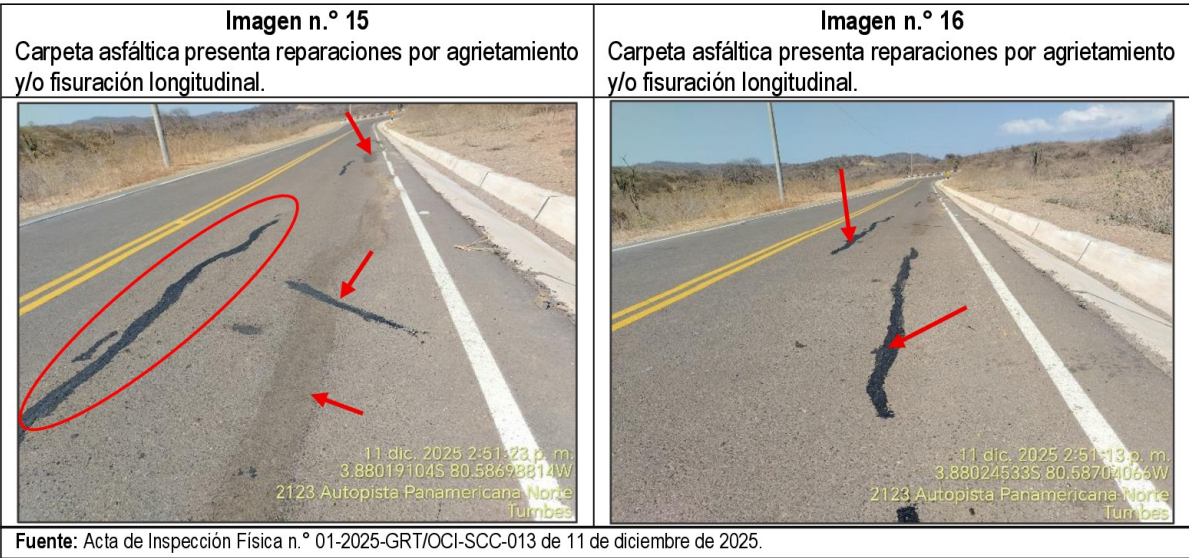 Imagen n.° 15
Carpeta asfáltica presenta reparaciones por agrietamiento
y/o fisuración longitudinal.
Imagen n.° 16
Carpeta asfáltica presenta reparaciones por agrietamiento
y/o fisuración longitudinal.
11 dic. 2025 2:51:23 p. m.
3.88019104S 80.58698814W
2123 Autopista Panamericana Norte
Tumbes
11 dic. 2025 2:51:13 p. m.
3.88024533S 80.58704066W
2123 Autopista Panamericana Norte
Tumbes
Fuente: Acta de Inspección Física n.° 01-2025-GRT/OCI-SCC-013 de 11 de diciembre de 2025.